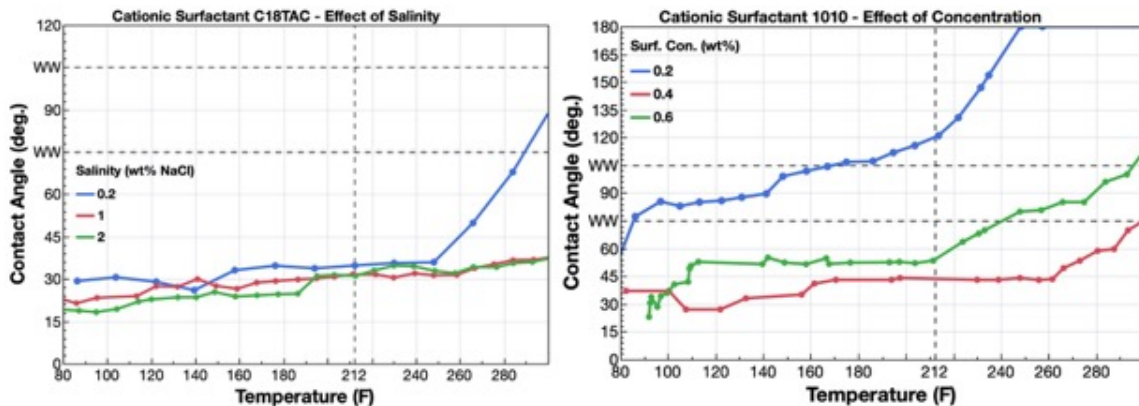 Cationic Surfactant C18TAC - Effect of Salinity
Contact Angle (deg.)
120
WW
90
WW
60
45
30
15
0
Salinity (wt% NaCl)
0.2
1
2
80 100 120 140 160 180 212 240 260 280
Temperature (F)
Cationic Surfactant 1010 - Effect of Concentration
Contact Angle (deg.)
180
165
150
135
120
WW
90
WW
60
45
30
15
0
Surf. Con. (wt%)
0.2
0.4
0.6
80 100 120 140 160 180 212 240 260 280
Temperature (F)